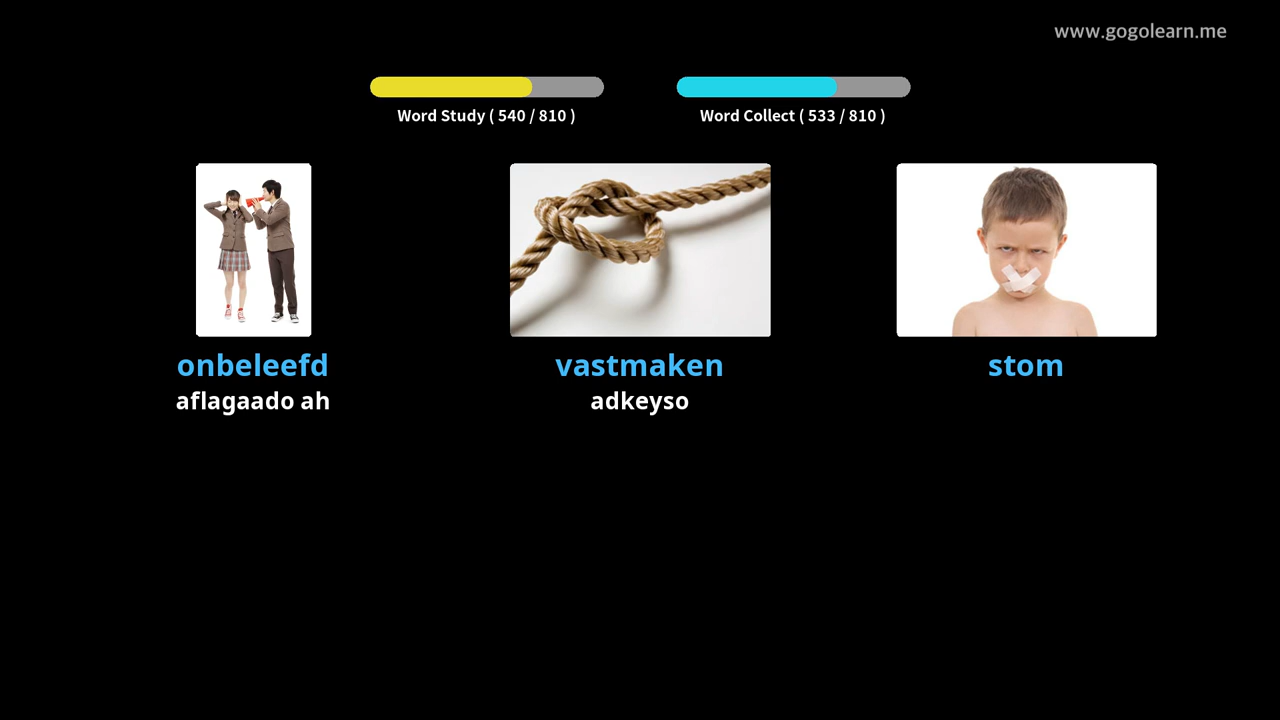 www.gogolearn.me
Word Study ( 540 / 810 )
Word Collect ( 533 / 810 )
onbeleefd
aflagaado ah
vastmaken
adkeyso
stom